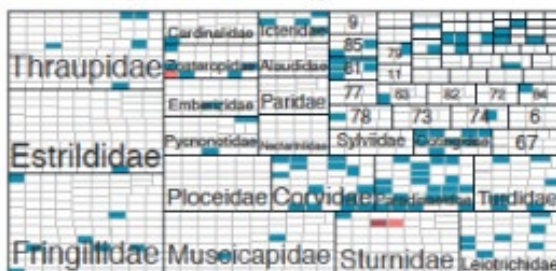 Thraupidae
Cardinalidae
Icteridae
9
85
79
Zosteropidae
Alaudidae
81
11
Estrildidae
Emberizidae
Paridae
77
63
82
72
84
78
73
74
6
Pycnonotidae
Nectariniidae
Sylviidae
67
Ploceidae
Corvidae
Turdidae
Fringillidae
Muscicapidae
Sturnidae
Leiotrichidae